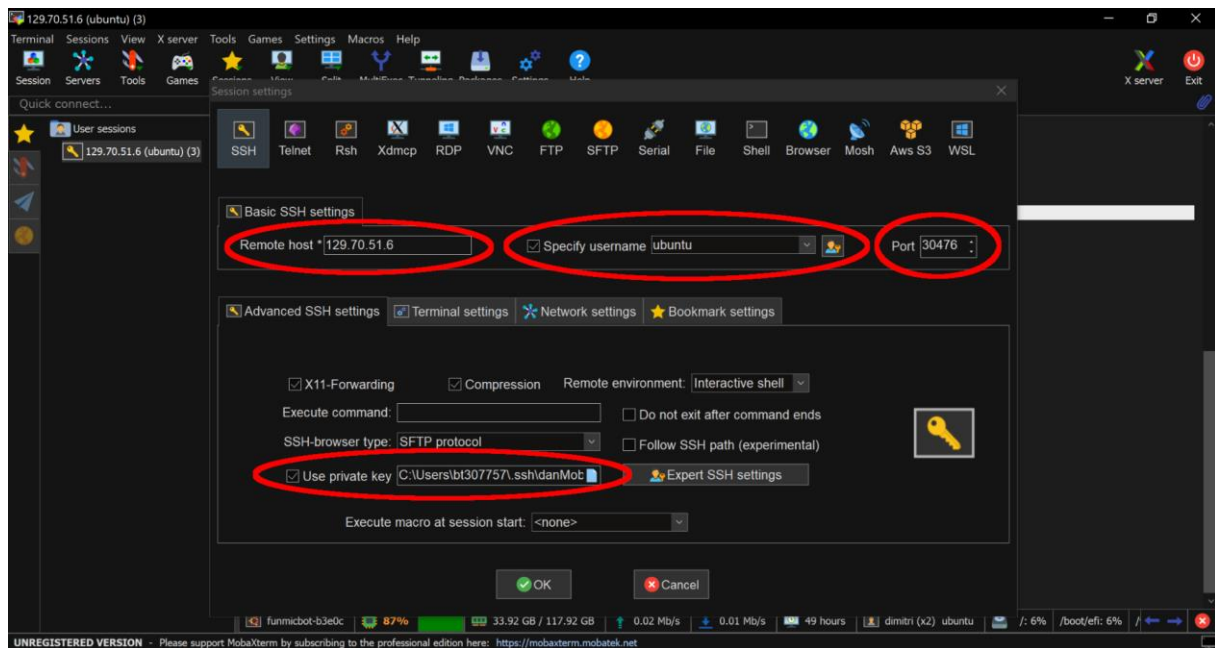 129.70.51.6 (ubuntu) (3)
Terminal Sessions View X server Tools Games Settings Macros Help
Session Servers Tools Games Sessions View Split MultiExec Tunneling Packages Settings Help X server Exit
Quick connect...
Session settings
User sessions
129.70.51.6 (ubuntu) (3)
SSH Telnet Rsh Xdmcp RDP VNC FTP SFTP Serial File Shell Browser Mosh Aws S3 WSL
Basic SSH settings
Remote host * 129.70.51.6 Specify username ubuntu Port 30476
Advanced SSH settings Terminal settings Network settings Bookmark settings
X11-Forwarding Compression Remote environment: Interactive shell
Execute command: Do not exit after command ends
SSH-browser type: SFTP protocol Follow SSH path (experimental)
Use private key C:\Users\bt307757\.ssh\danMob Expert SSH settings
Execute macro at session start: <none>
OK Cancel
funmicbot-b3e0c 87% 33.92 GB / 117.92 GB 0.02 Mb/s 0.01 Mb/s 49 hours dimitri (x2) ubuntu /: 6% /boot/efi: 6% /
UNREGISTERED VERSION - Please support MobaXterm by subscribing to the professional edition here: https://mobaxterm.mobatek.net